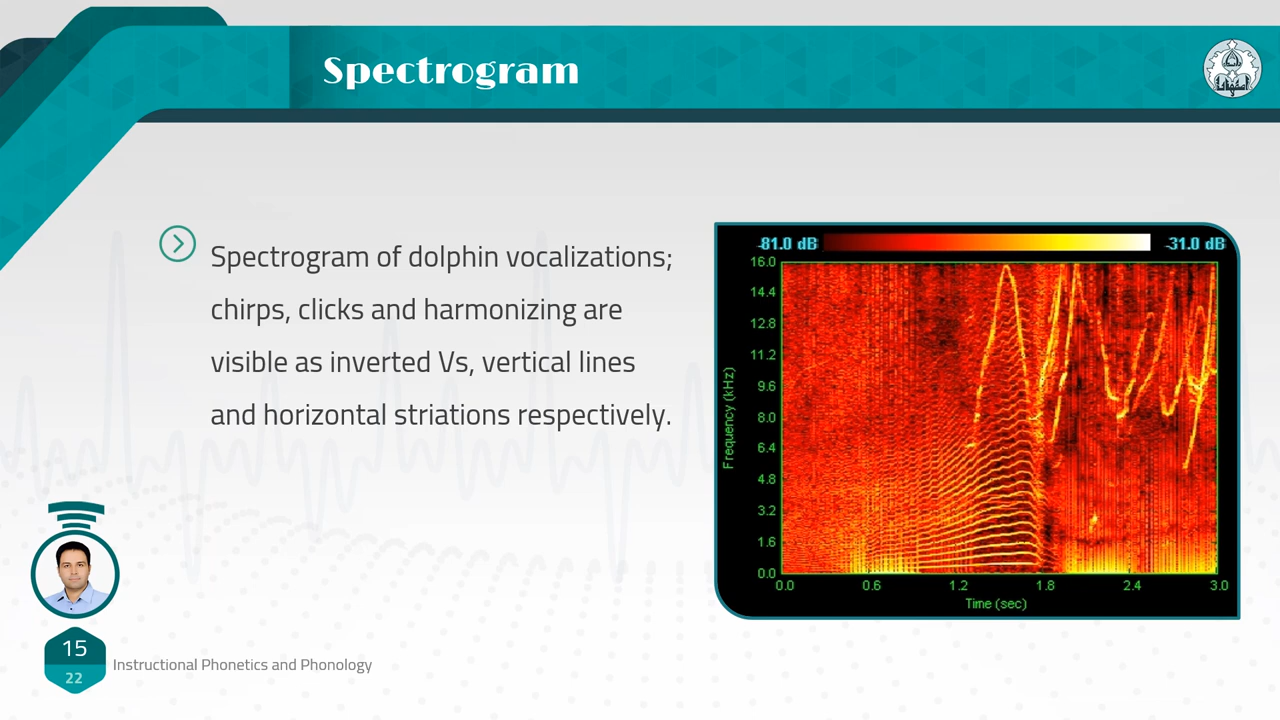 Spectrogram
Spectrogram of dolphin vocalizations;
chirps, clicks and harmonizing are
visible as inverted Vs, vertical lines
and horizontal striations respectively.
-81.0 dB
-31.0 dB
16.0
14.4
12.8
11.2
9.6
8.0
6.4
4.8
3.2
1.6
0.0
Frequency (kHz)
0.0 0.6 1.2 1.8 2.4 3.0
Time (sec)
15
22
Instructional Phonetics and Phonology